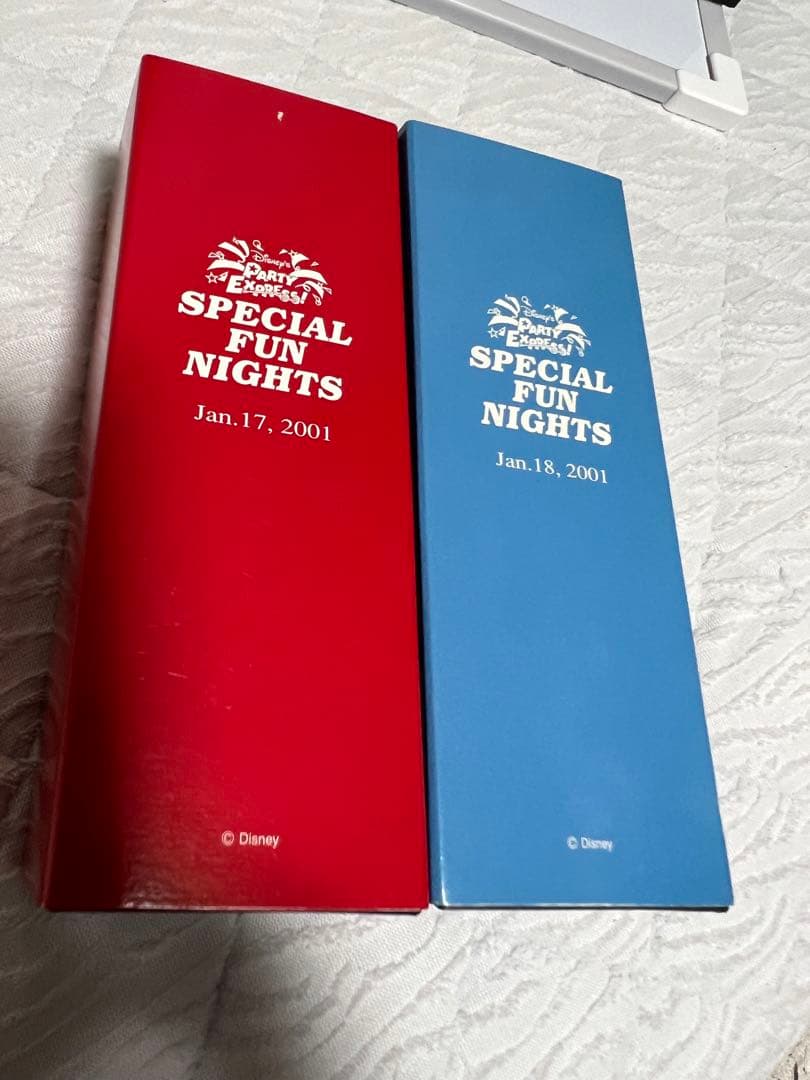 Disney's
PARTY
EXPRESS!
SPECIAL
FUN
NIGHTS
Jan.17, 2001
© Disney
Disney's
PARTY
EXPRESS!
SPECIAL
FUN
NIGHTS
Jan.18, 2001
© Disney